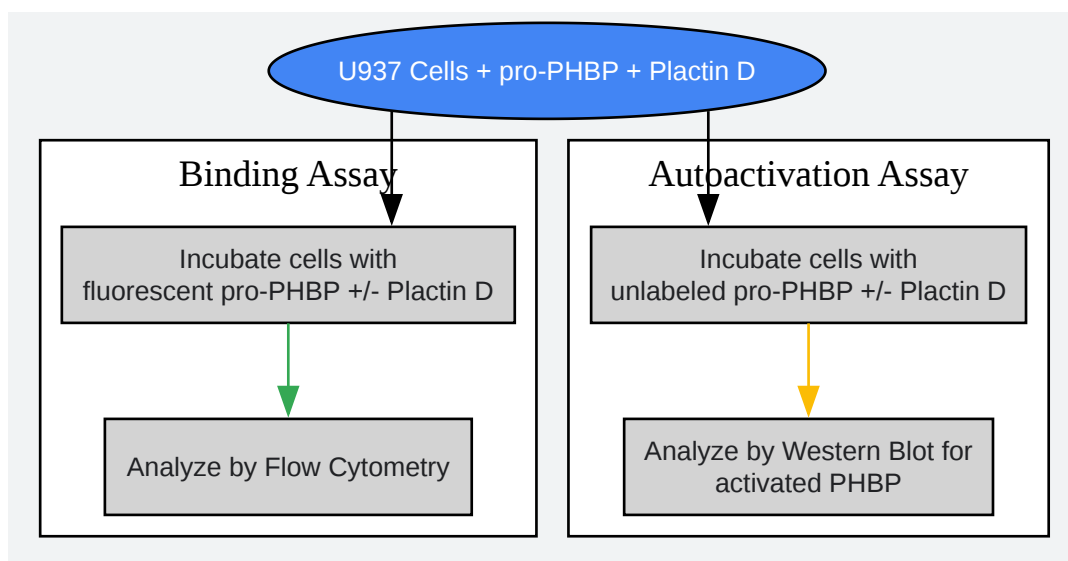 U937 Cells + pro-PHBP + Plactin D
Binding Assay
Incubate cells with
fluorescent pro-PHBP +/- Plactin D
Analyze by Flow Cytometry
Autoactivation Assay
Incubate cells with
unlabeled pro-PHBP +/- Plactin D
Analyze by Western Blot for
activated PHBP